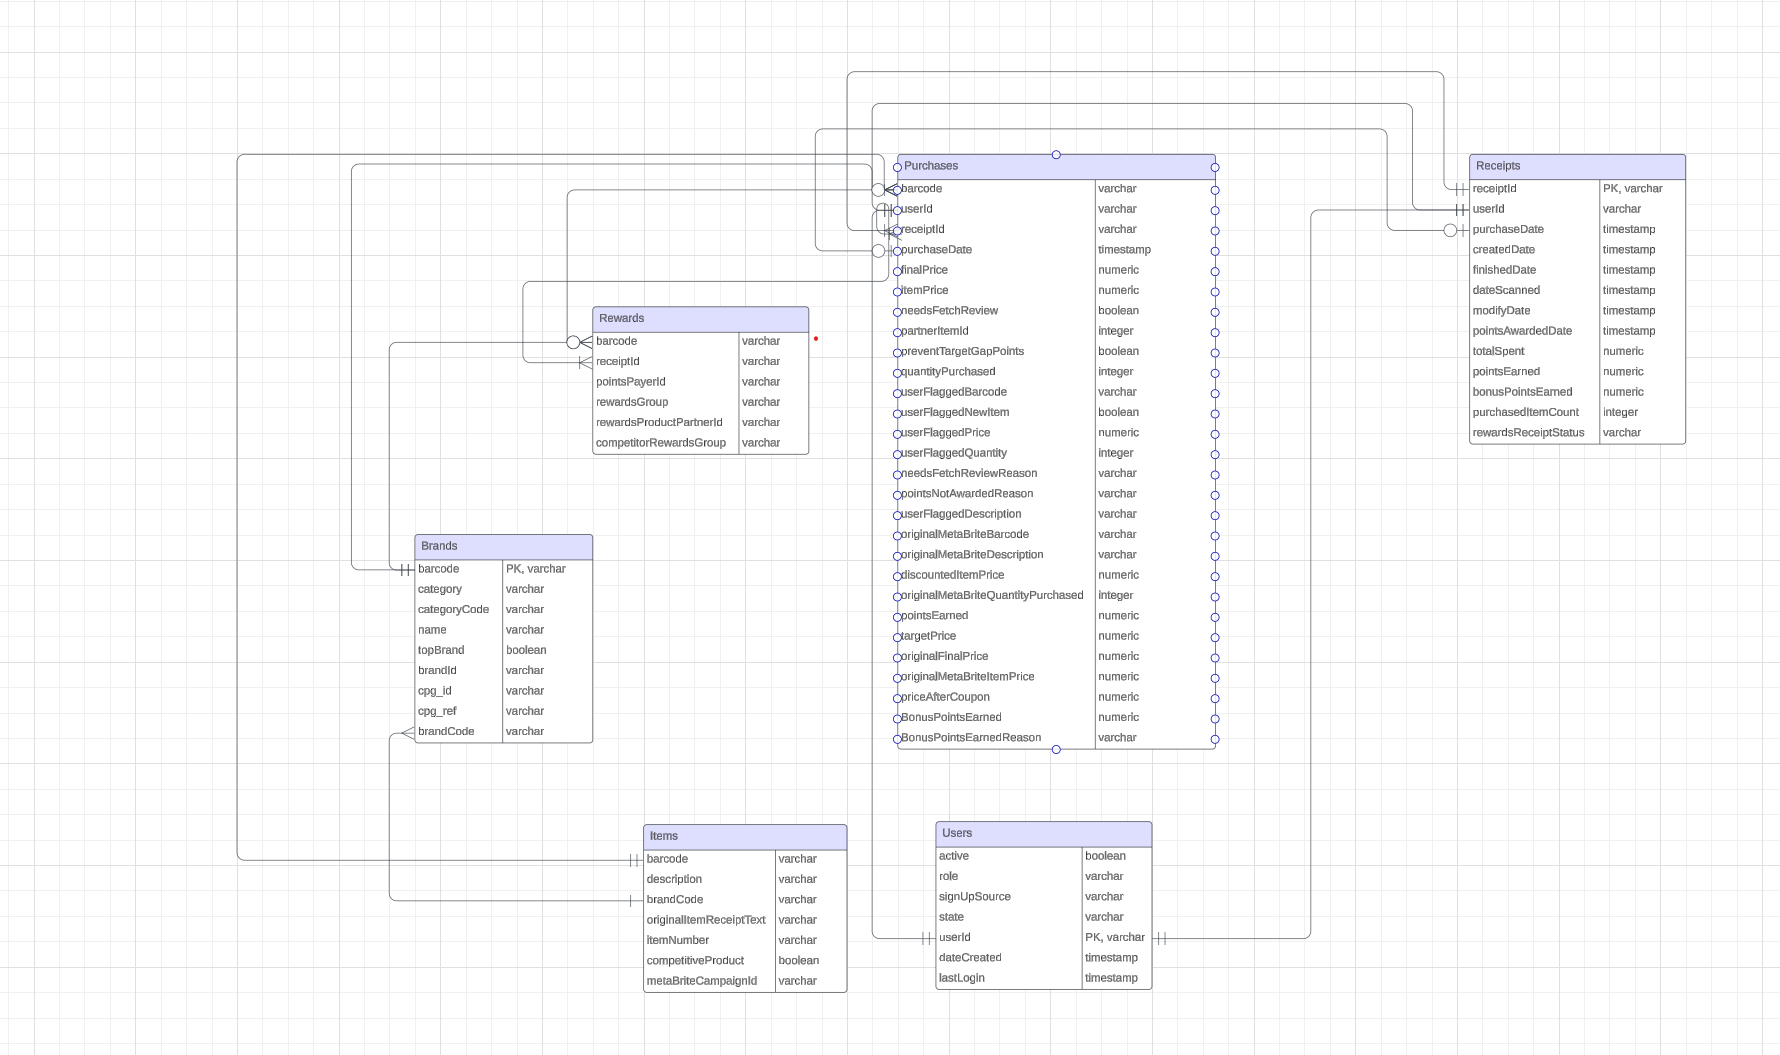 Purchases
barcode varchar
userId varchar
receiptId varchar
purchaseDate timestamp
finalPrice numeric
itemPrice numeric
needsFetchReview boolean
partnerItemId integer
preventTargetGapPoints boolean
quantityPurchased integer
userFlaggedBarcode varchar
userFlaggedNewItem boolean
userFlaggedPrice numeric
userFlaggedQuantity integer
needsFetchReviewReason varchar
pointsNotAwardedReason varchar
userFlaggedDescription varchar
originalMetaBriteBarcode varchar
originalMetaBriteDescription varchar
discountedItemPrice numeric
originalMetaBriteQuantityPurchased integer
pointsEarned numeric
targetPrice numeric
originalFinalPrice numeric
originalMetaBriteItemPrice numeric
priceAfterCoupon numeric
BonusPointsEarned numeric
BonusPointsEarnedReason varchar
Receipts
receiptId PK, varchar
userId varchar
purchaseDate timestamp
createdDate timestamp
finishedDate timestamp
dateScanned timestamp
modifyDate timestamp
pointsAwardedDate timestamp
totalSpent numeric
pointsEarned numeric
bonusPointsEarned numeric
purchasedItemCount integer
rewardsReceiptStatus varchar
Rewards
barcode varchar
receiptId varchar
pointsPayerId varchar
rewardsGroup varchar
rewardsProductPartnerId varchar
competitorRewardsGroup varchar
Brands
barcode PK, varchar
category varchar
categoryCode varchar
name varchar
topBrand boolean
brandId varchar
cpg_id varchar
cpg_ref varchar
brandCode varchar
Items
barcode varchar
description varchar
brandCode varchar
originalItemReceiptText varchar
itemNumber varchar
competitiveProduct boolean
metaBriteCampaignId varchar
Users
active boolean
role varchar
signUpSource varchar
state varchar
userId PK, varchar
dateCreated timestamp
lastLogin timestamp